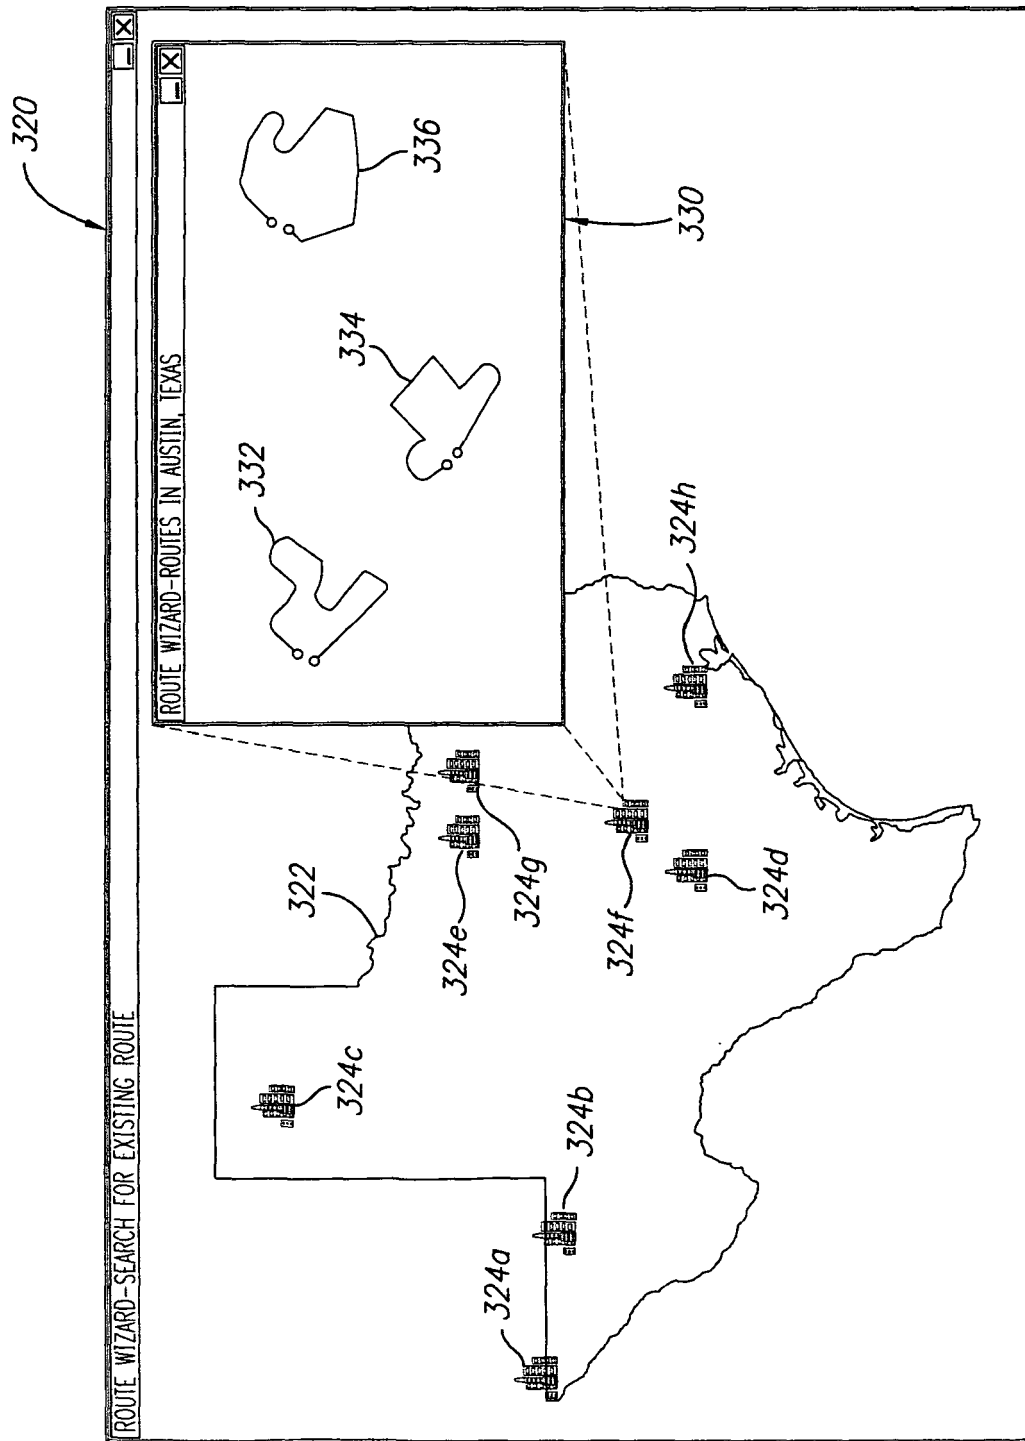 320
ROUTE WIZARD-SEARCH FOR EXISTING ROUTE
ROUTE WIZARD-ROUTES IN AUSTIN, TEXAS
332
334
336
330
322
324c
324e
324g
324a
324b
324f
324d
324h